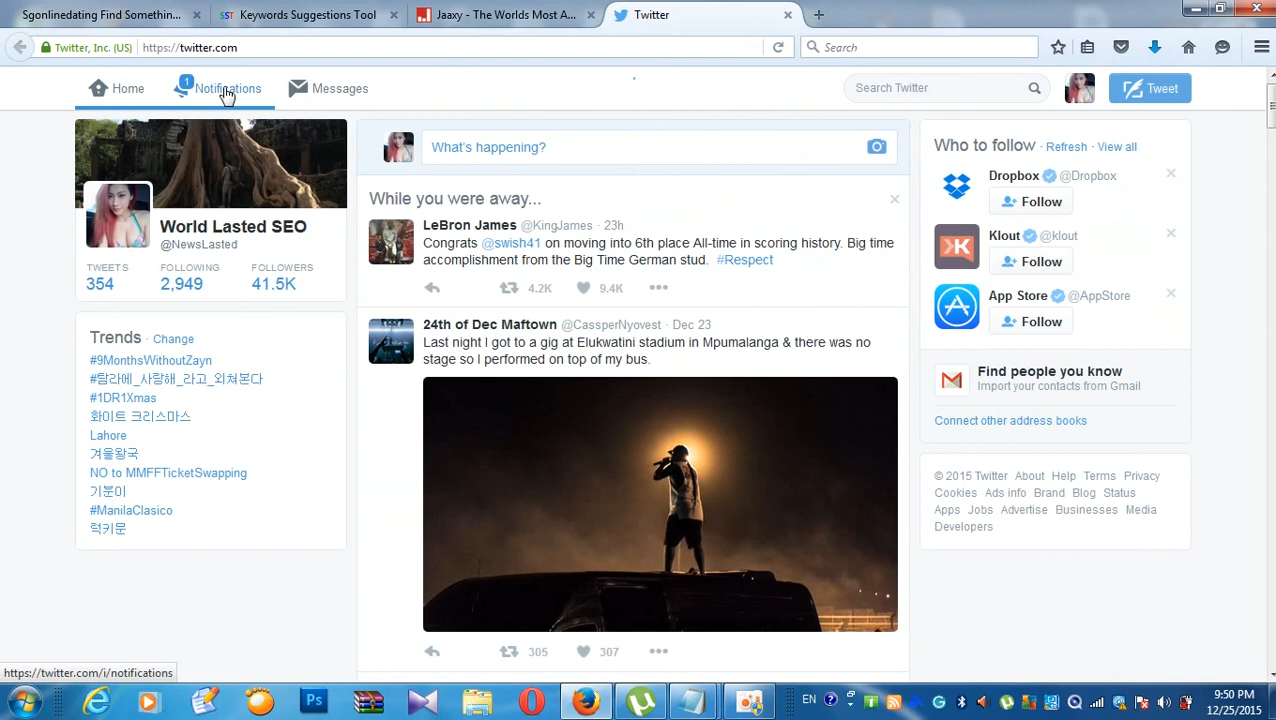 Sgonlinedating Find Somethin...
SST Keywords Suggestions Tool
Jaaxy - The Worlds Most A...
Twitter
Twitter, Inc. (US)
https://twitter.com
Search
Home
1
Notifications
Messages
Search Twitter
Tweet
World Lasted SEO
@NewsLasted
TWEETS FOLLOWING FOLLOWERS
354 2,949 41.5K
Trends · Change
#9MonthsWithoutZayn
#탈라에_사랑해_라고_외쳐본다
#1DR1Xmas
화이트 크리스마스
Lahore
겨울왕국
NO to MMFFTicketSwapping
기분이
#ManilaClasico
럭키문
What's happening?
While you were away...
LeBron James @KingJames · 23h
Congrats @swish41 on moving into 6th place All-time in scoring history. Big time
accomplishment from the Big Time German stud. #Respect
4.2K 9.4K
24th of Dec Maftown @CassperNyovest · Dec 23
Last night I got to a gig at Elukwatini stadium in Mpumalanga & there was no
stage so I performed on top of my bus.
305 307
Who to follow · Refresh · View all
Dropbox @Dropbox
Follow
Klout @klout
Follow
App Store @AppStore
Follow
Find people you know
Import your contacts from Gmail
Connect other address books
© 2015 Twitter About Help Terms Privacy
Cookies Ads info Brand Blog Status
Apps Jobs Advertise Businesses Media
Developers
https://twitter.com/i/notifications
Ps
EN
9:50 PM
12/25/2015